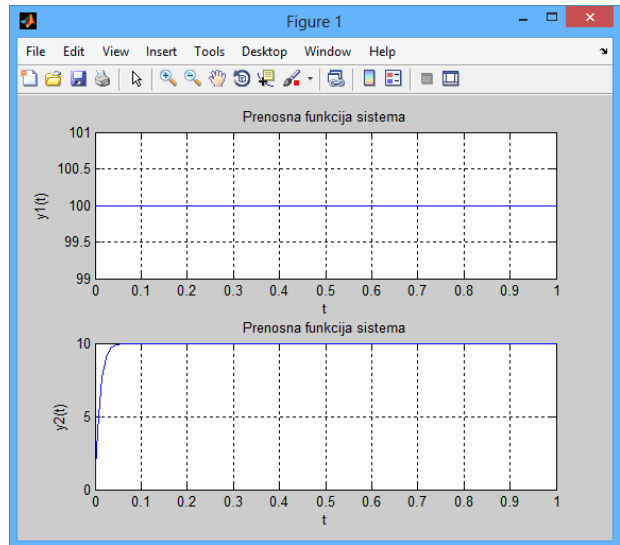 Figure 1
File Edit View Insert Tools Desktop Window Help
Prenosna funkcija sistema
101
100.5
100
99.5
99
y1(t)
0 0.1 0.2 0.3 0.4 0.5 0.6 0.7 0.8 0.9 1
t
Prenosna funkcija sistema
10
5
0
y2(t)
0 0.1 0.2 0.3 0.4 0.5 0.6 0.7 0.8 0.9 1
t